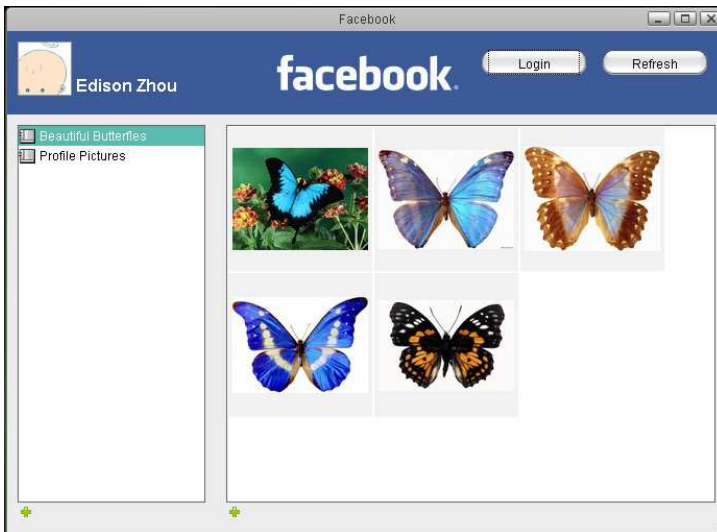 Facebook
Edison Zhou
facebook.
Login
Refresh
Beautiful Butterflies
Profile Pictures